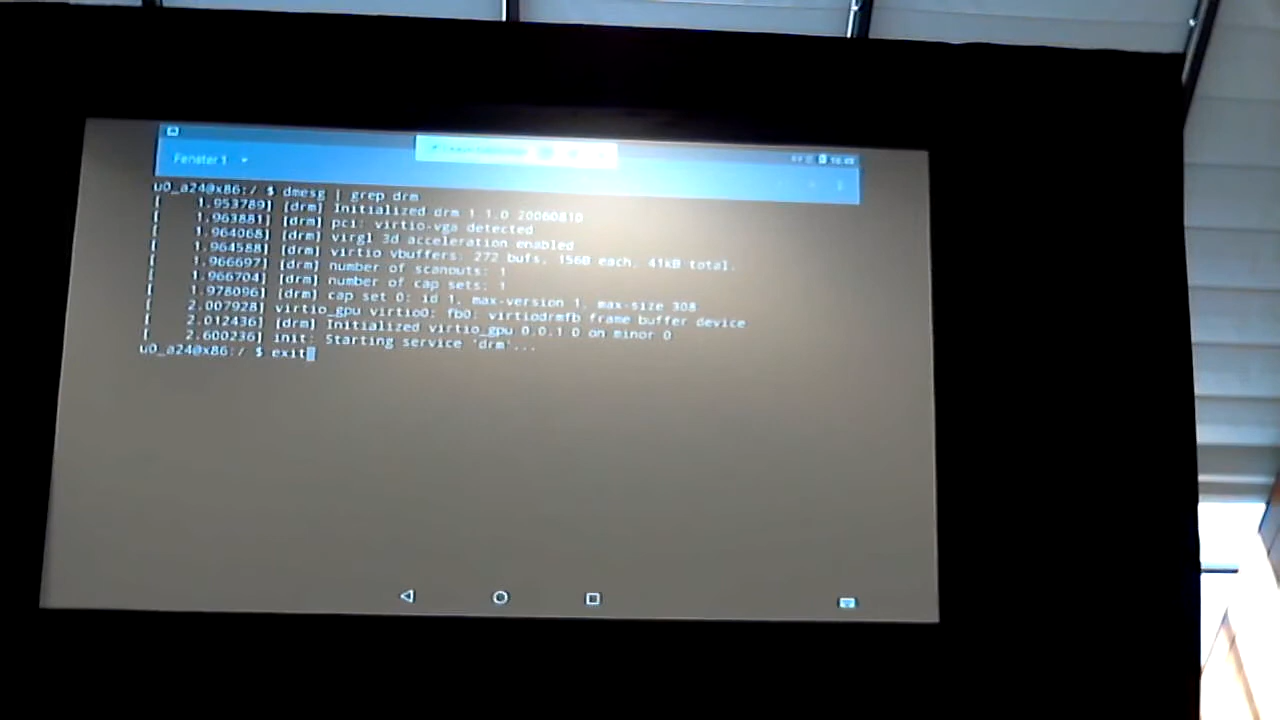 Fenster 1
u0_a24@x86:/ $ dmesg | grep drm
[    1.953789] [drm] Initialized drm 1.1.0 20060810
[    1.963881] [drm] pci: virtio-vga detected
[    1.964068] [drm] virgl 3d acceleration enabled
[    1.964588] [drm] virtio vbuffers: 272 bufs, 156B each, 41kB total.
[    1.966697] [drm] number of scanouts: 1
[    1.966704] [drm] number of cap sets: 1
[    1.978096] [drm] cap set 0: id 1, max-version 1, max-size 308
[    2.007928] virtio_gpu virtio0: fb0: virtiodrmfb frame buffer device
[    2.012436] [drm] Initialized virtio_gpu 0.0.1 0 on minor 0
[    2.600236] init: Starting service 'drm'...
u0_a24@x86:/ $ exit